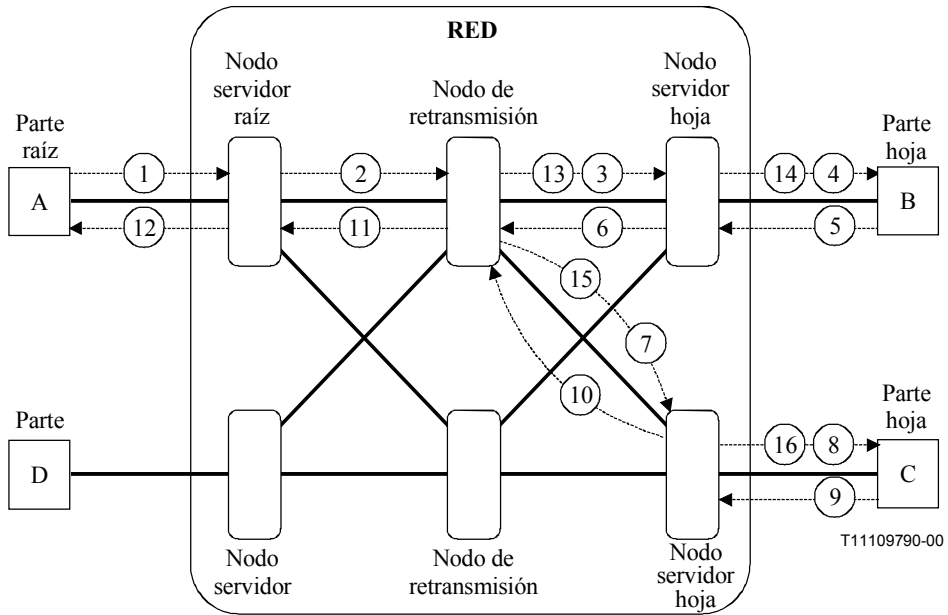 RED
Nodo
servidor
raíz
Nodo de
retransmisión
Nodo
servidor
hoja
Parte
raíz
Parte
hoja
1
2
13
3
14
4
A
B
12
11
6
5
15
7
10
Parte
Parte
hoja
16
8
D
C
9
T11109790-00
Nodo
servidor
Nodo de
retransmisión
Nodo
servidor
hoja